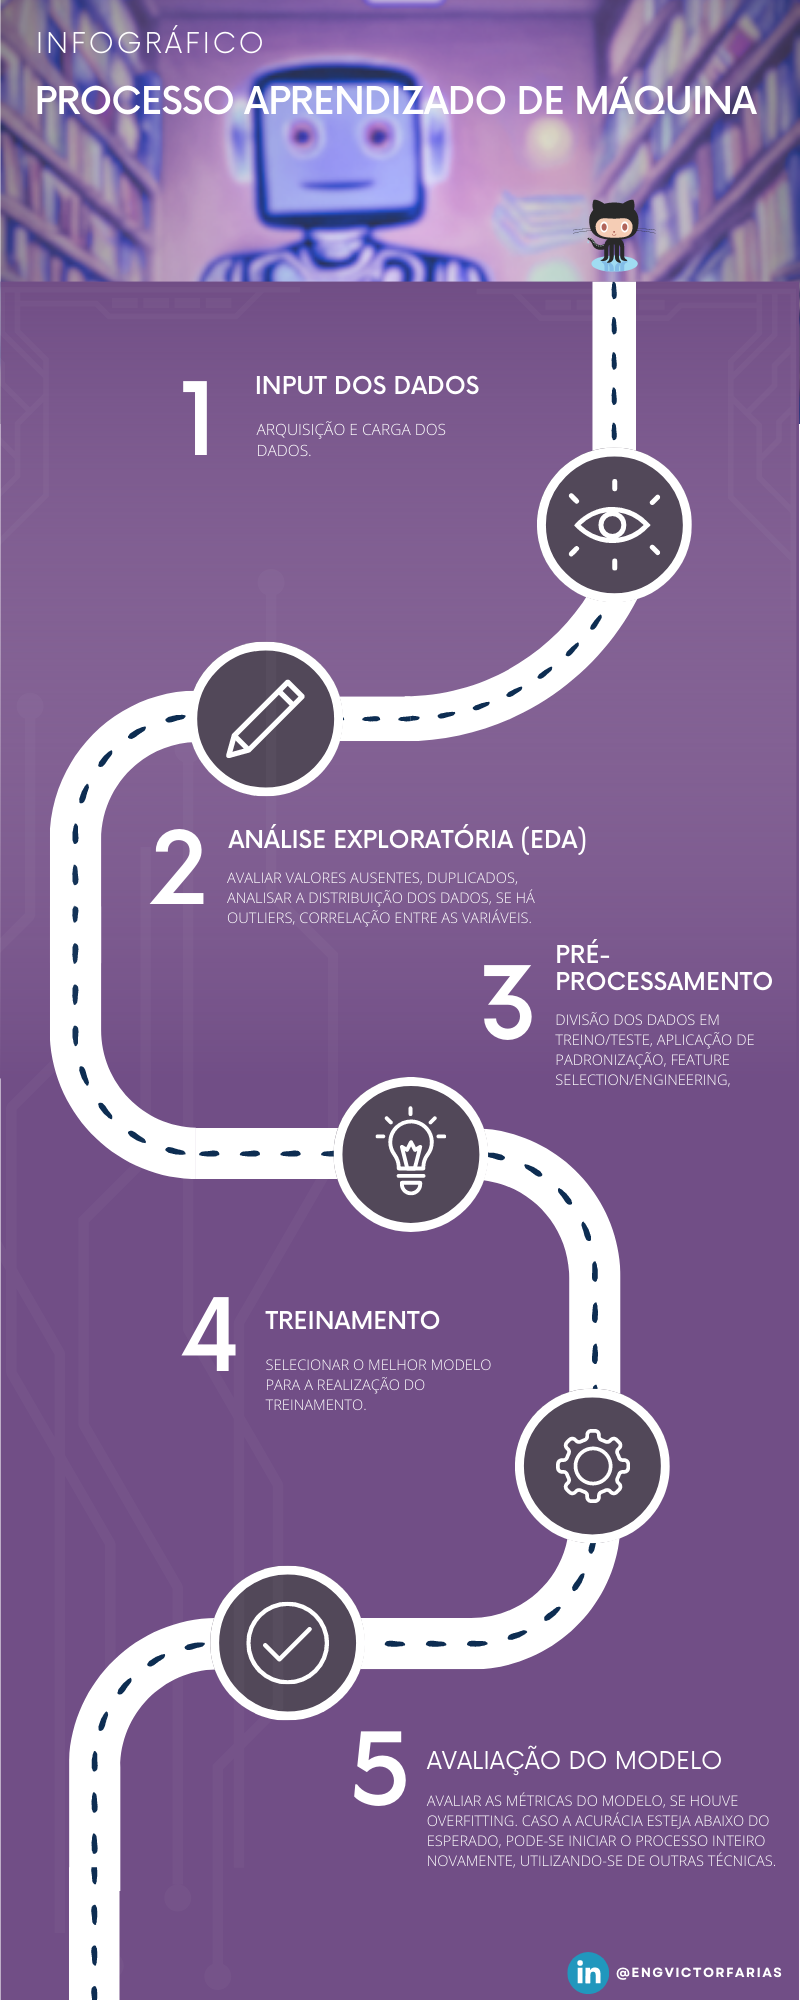 INFOGRÁFICO
PROCESSO APRENDIZADO DE MÁQUINA
1
INPUT DOS DADOS
ARQUISIÇÃO E CARGA DOS
DADOS.
2
ANÁLISE EXPLORATÓRIA (EDA)
AVALIAR VALORES AUSENTES, DUPLICADOS,
ANALISAR A DISTRIBUIÇÃO DOS DADOS, SE HÁ
OUTLIERS, CORRELAÇÃO ENTRE AS VARIÁVEIS.
3
PRÉ-
PROCESSAMENTO
DIVISÃO DOS DADOS EM
TREINO/TESTE, APLICAÇÃO DE
PADRONIZAÇÃO, FEATURE
SELECTION/ENGINEERING,
4
TREINAMENTO
SELECIONAR O MELHOR MODELO
PARA A REALIZAÇÃO DO
TREINAMENTO.
5
AVALIAÇÃO DO MODELO
AVALIAR AS MÉTRICAS DO MODELO, SE HOUVE
OVERFITTING. CASO A ACURÁCIA ESTEJA ABAIXO DO
ESPERADO, PODE-SE INICIAR O PROCESSO INTEIRO
NOVAMENTE, UTILIZANDO-SE DE OUTRAS TÉCNICAS.
in @ENGVICTORFARIAS